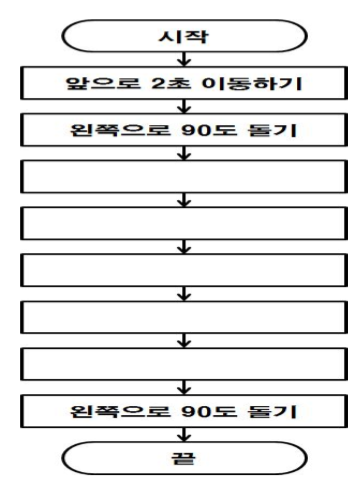 시작
앞으로 2초 이동하기
왼쪽으로 90도 돌기
왼쪽으로 90도 돌기
끝